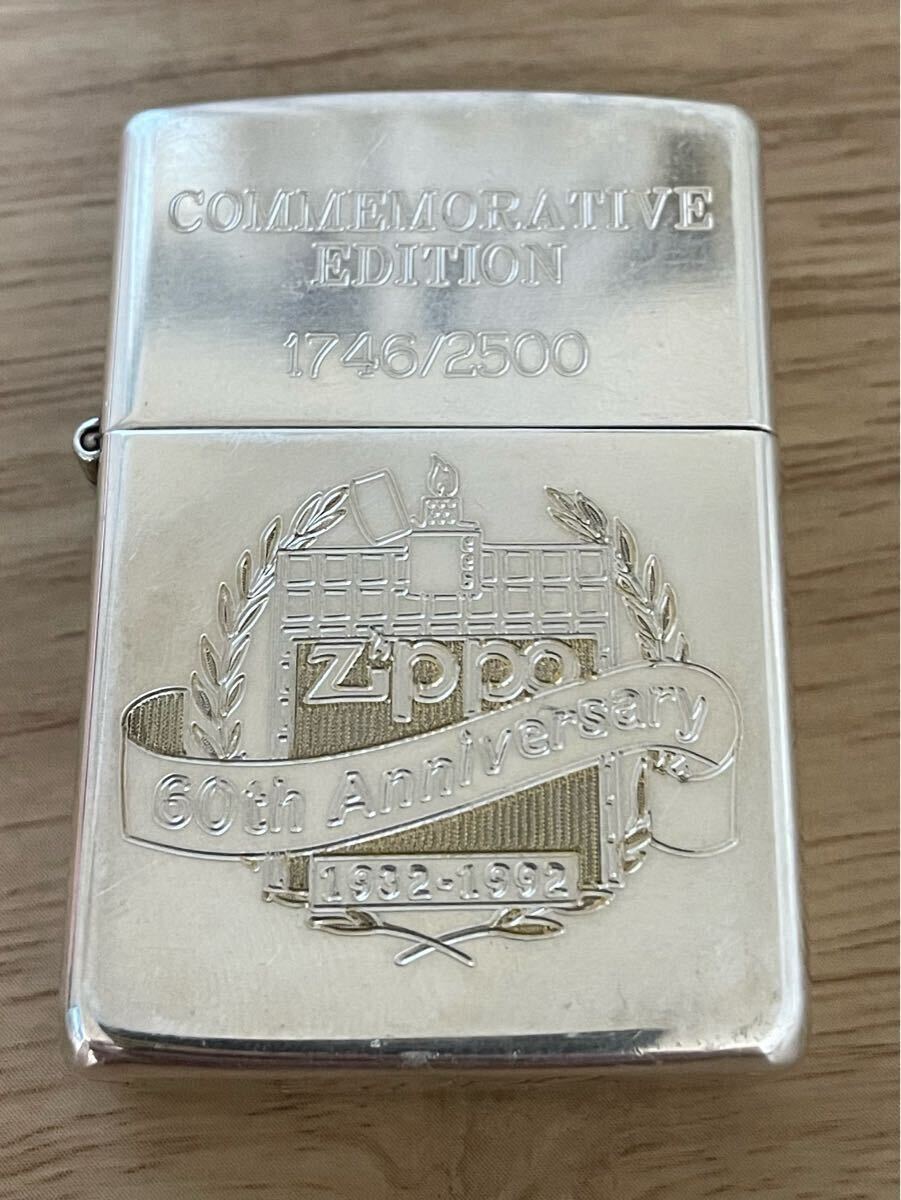 COMMEMORATIVE
EDITION
1746/2500
Zippo
60th Anniversary
1932-1992